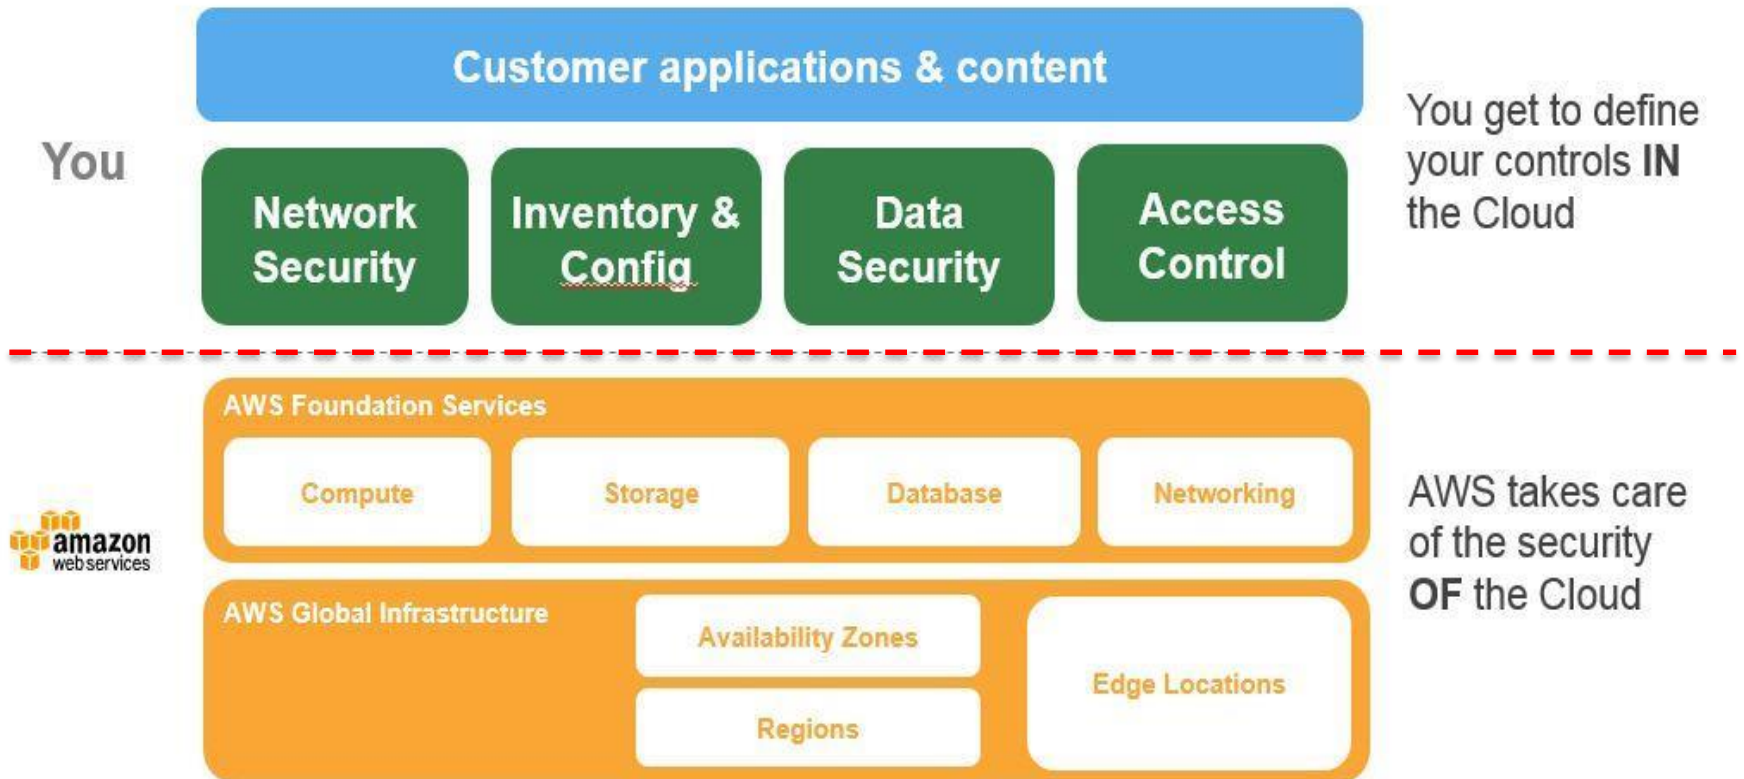 Customer applications & content
You
Network
Security
Inventory &
Config
Data
Security
Access
Control
You get to define
your controls IN
the Cloud
AWS Foundation Services
Compute
Storage
Database
Networking
amazon
webservices
AWS takes care
of the security
OF the Cloud
AWS Global Infrastructure
Availability Zones
Regions
Edge Locations